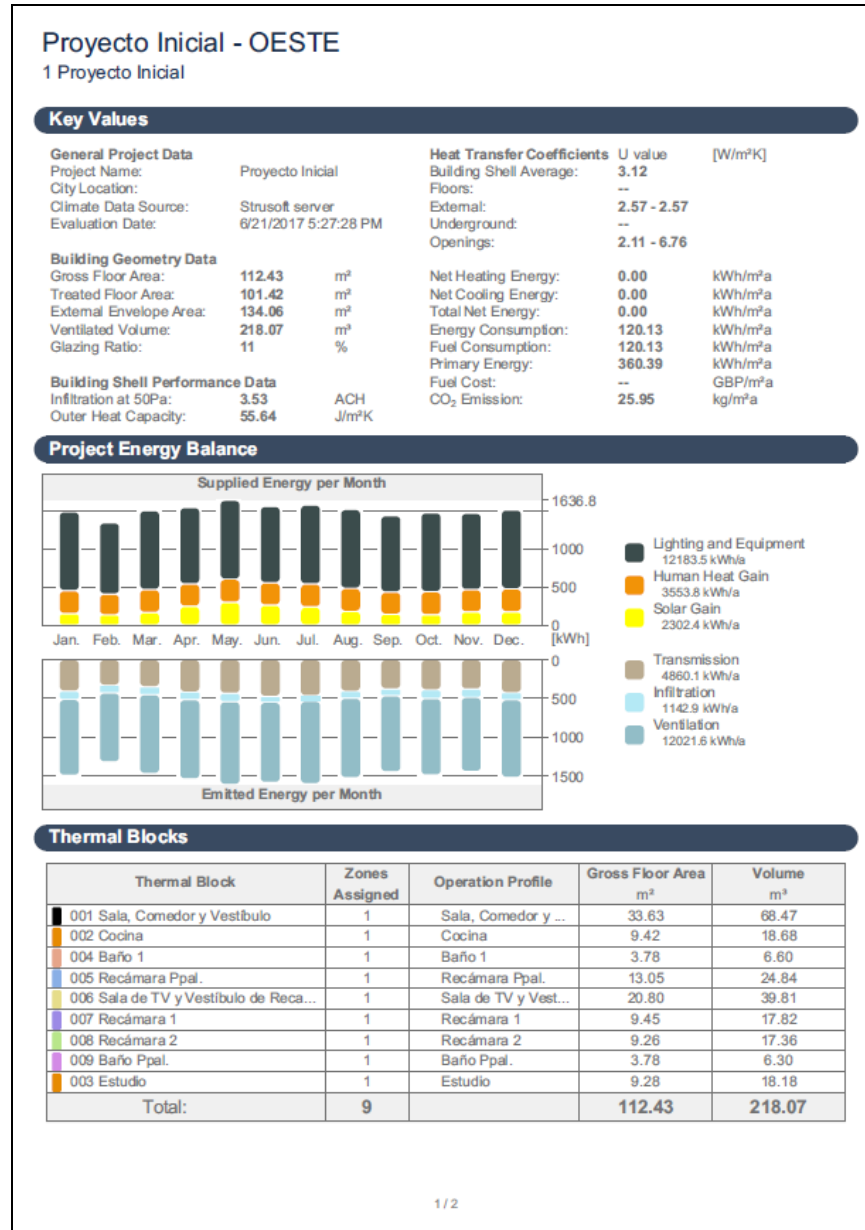 Proyecto Inicial - OESTE
1 Proyecto Inicial
Key Values
General Project Data
Project Name: Proyecto Inicial
City Location:
Climate Data Source: Strusoft server
Evaluation Date: 6/21/2017 5:27:28 PM
Building Geometry Data
Gross Floor Area: 112.43 m²
Treated Floor Area: 101.42 m²
External Envelope Area: 134.06 m²
Ventilated Volume: 218.07 m³
Glazing Ratio: 11 %
Building Shell Performance Data
Infiltration at 50Pa: 3.53 ACH
Outer Heat Capacity: 55.64 J/m²K
Heat Transfer Coefficients U value [W/m²K]
Building Shell Average: 3.12
Floors: --
External: 2.57 - 2.57
Underground: --
Openings: 2.11 - 6.76
Net Heating Energy: 0.00 kWh/m²a
Net Cooling Energy: 0.00 kWh/m²a
Total Net Energy: 0.00 kWh/m²a
Energy Consumption: 120.13 kWh/m²a
Fuel Consumption: 120.13 kWh/m²a
Primary Energy: 360.39 kWh/m²a
Fuel Cost: -- GBP/m²a
CO₂ Emission: 25.95 kg/m²a
Project Energy Balance
Supplied Energy per Month
1636.8
1000
500
0
Jan. Feb. Mar. Apr. May. Jun. Jul. Aug. Sep. Oct. Nov. Dec. [kWh]
0
500
1000
1500
Emitted Energy per Month
Lighting and Equipment
12183.5 kWh/a
Human Heat Gain
3553.8 kWh/a
Solar Gain
2302.4 kWh/a
Transmission
4860.1 kWh/a
Infiltration
1142.9 kWh/a
Ventilation
12021.6 kWh/a
Thermal Blocks
Thermal Block Zones Assigned Operation Profile Gross Floor Area m² Volume m³
001 Sala, Comedor y Vestíbulo 1 Sala, Comedor y ... 33.63 68.47
002 Cocina 1 Cocina 9.42 18.68
004 Baño 1 1 Baño 1 3.78 6.60
005 Recámara Ppal. 1 Recámara Ppal. 13.05 24.84
006 Sala de TV y Vestíbulo de Reca... 1 Sala de TV y Vest... 20.80 39.81
007 Recámara 1 1 Recámara 1 9.45 17.82
008 Recámara 2 1 Recámara 2 9.26 17.36
009 Baño Ppal. 1 Baño Ppal. 3.78 6.30
003 Estudio 1 Estudio 9.28 18.18
Total: 9 112.43 218.07
1 / 2